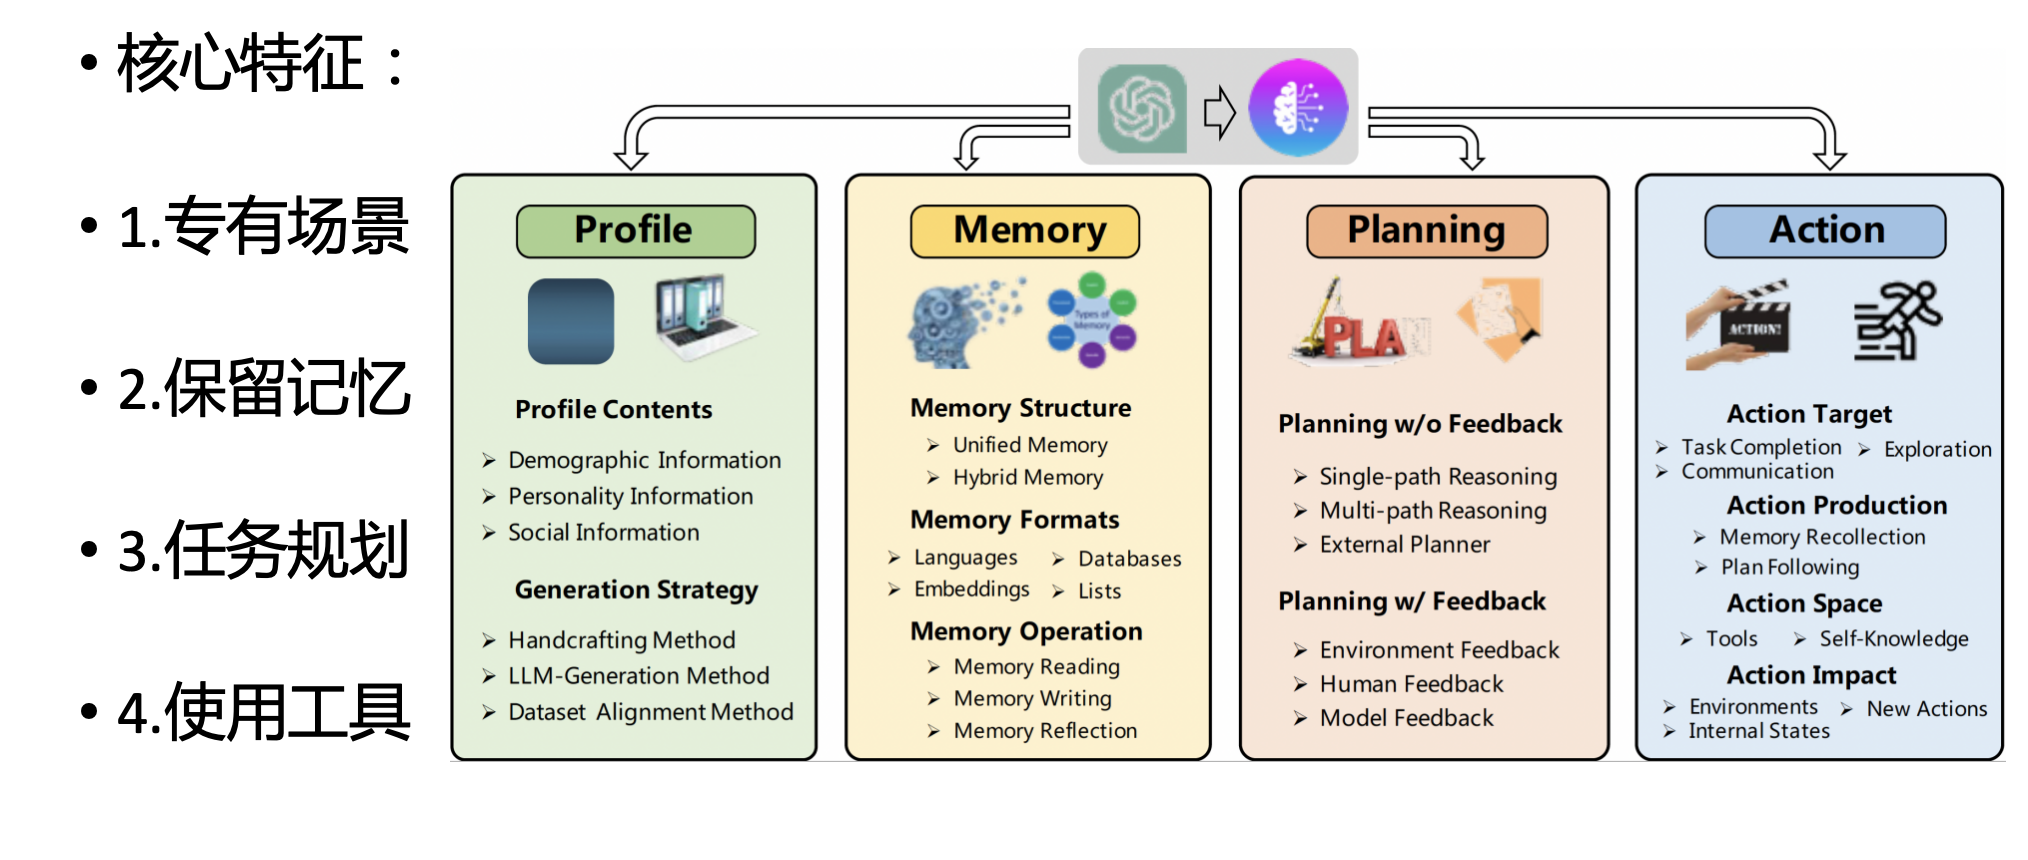 • 核心特征：
• 1.专有场景
• 2.保留记忆
• 3.任务规划
• 4.使用工具
Profile
Profile Contents
➢ Demographic Information
➢ Personality Information
➢ Social Information
Generation Strategy
➢ Handcrafting Method
➢ LLM-Generation Method
➢ Dataset Alignment Method
Memory
Types of
Memory
Memory Structure
➢ Unified Memory
➢ Hybrid Memory
Memory Formats
➢ Languages ➢ Databases
➢ Embeddings ➢ Lists
Memory Operation
➢ Memory Reading
➢ Memory Writing
➢ Memory Reflection
Planning
PLA
Planning w/o Feedback
➢ Single-path Reasoning
➢ Multi-path Reasoning
➢ External Planner
Planning w/ Feedback
➢ Environment Feedback
➢ Human Feedback
➢ Model Feedback
Action
ACTION!
Action Target
➢ Task Completion ➢ Exploration
➢ Communication
Action Production
➢ Memory Recollection
➢ Plan Following
Action Space
➢ Tools ➢ Self-Knowledge
Action Impact
➢ Environments ➢ New Actions
➢ Internal States